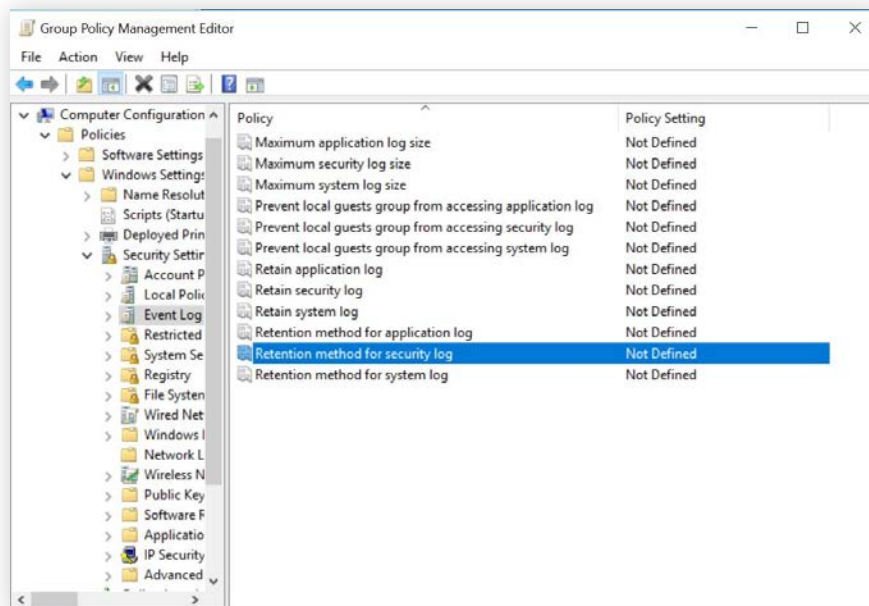 Group Policy Management Editor
File Action View Help
Computer Configuration
Policies
Software Settings
Windows Settings
Name Resolut
Scripts (Startu
Deployed Prin
Security Settin
Account P
Local Polic
Event Log
Restricted
System Se
Registry
File System
Wired Net
Windows
Network L
Wireless N
Public Key
Software R
Applicatio
IP Security
Advanced
Policy Policy Setting
Maximum application log size Not Defined
Maximum security log size Not Defined
Maximum system log size Not Defined
Prevent local guests group from accessing application log Not Defined
Prevent local guests group from accessing security log Not Defined
Prevent local guests group from accessing system log Not Defined
Retain application log Not Defined
Retain security log Not Defined
Retain system log Not Defined
Retention method for application log Not Defined
Retention method for security log Not Defined
Retention method for system log Not Defined